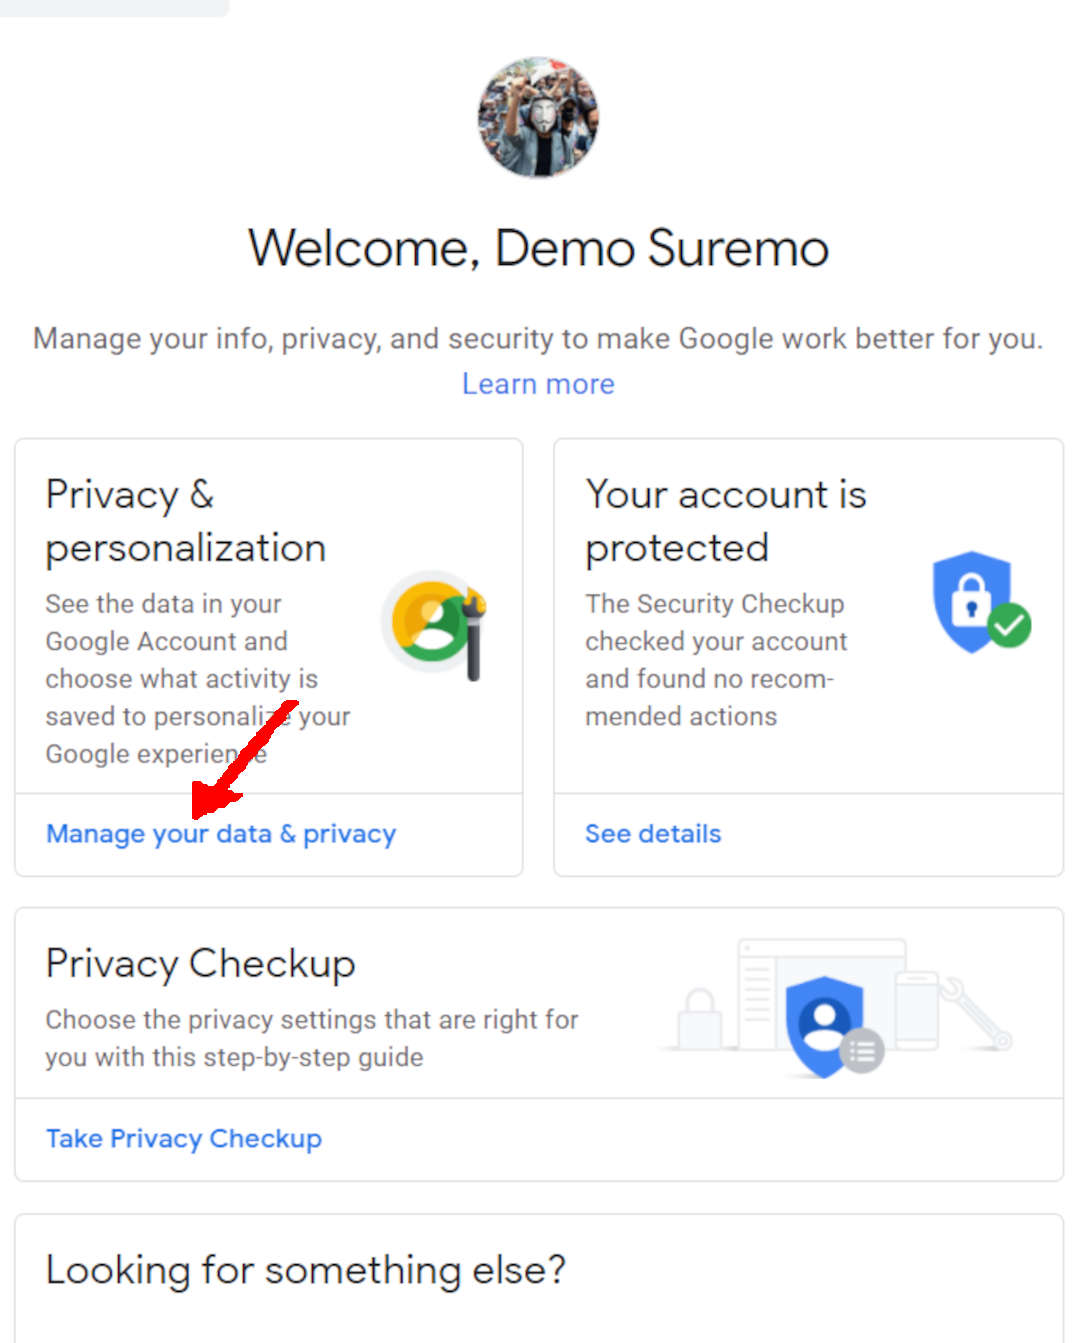 Welcome, Demo Suremo
Manage your info, privacy, and security to make Google work better for you.
Learn more
Privacy &
personalization
See the data in your
Google Account and
choose what activity is
saved to personalize your
Google experience
Manage your data & privacy
Your account is
protected
The Security Checkup
checked your account
and found no recom-
mended actions
See details
Privacy Checkup
Choose the privacy settings that are right for
you with this step-by-step guide
Take Privacy Checkup
Looking for something else?